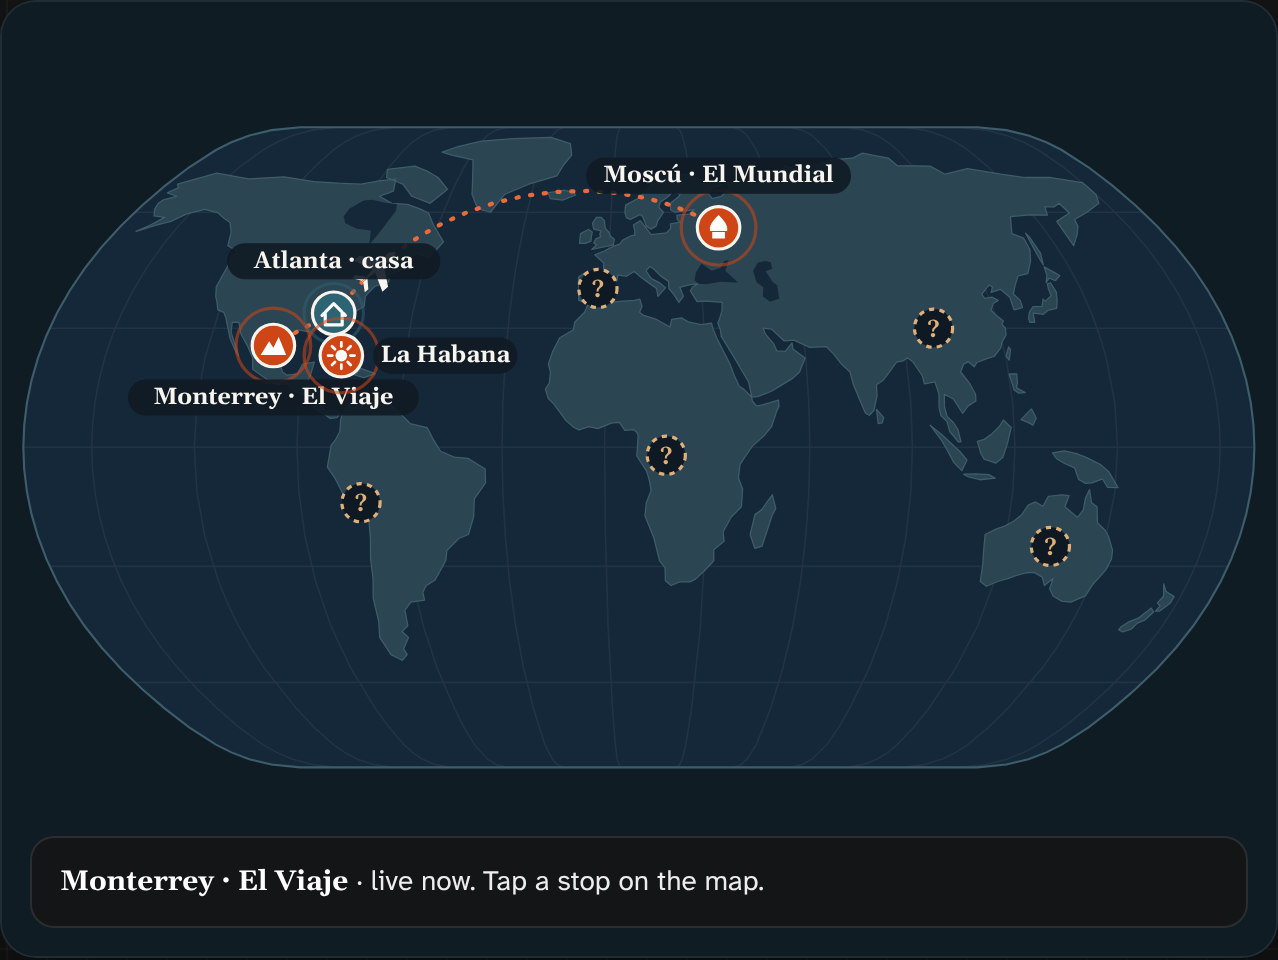 Moscú · El Mundial
Atlanta · casa
?
?
La Habana
Monterrey · El Viaje
?
?
?
Monterrey · El Viaje · live now. Tap a stop on the map.